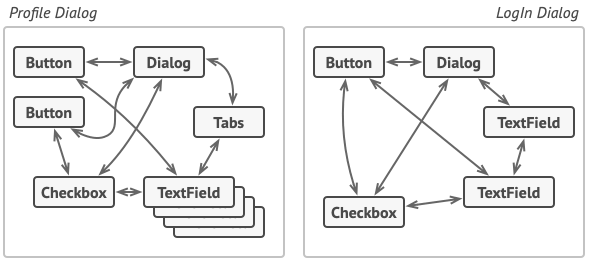 Profile Dialog
Button
Dialog
Button
Tabs
Checkbox
TextField
LogIn Dialog
Button
Dialog
TextField
TextField
Checkbox